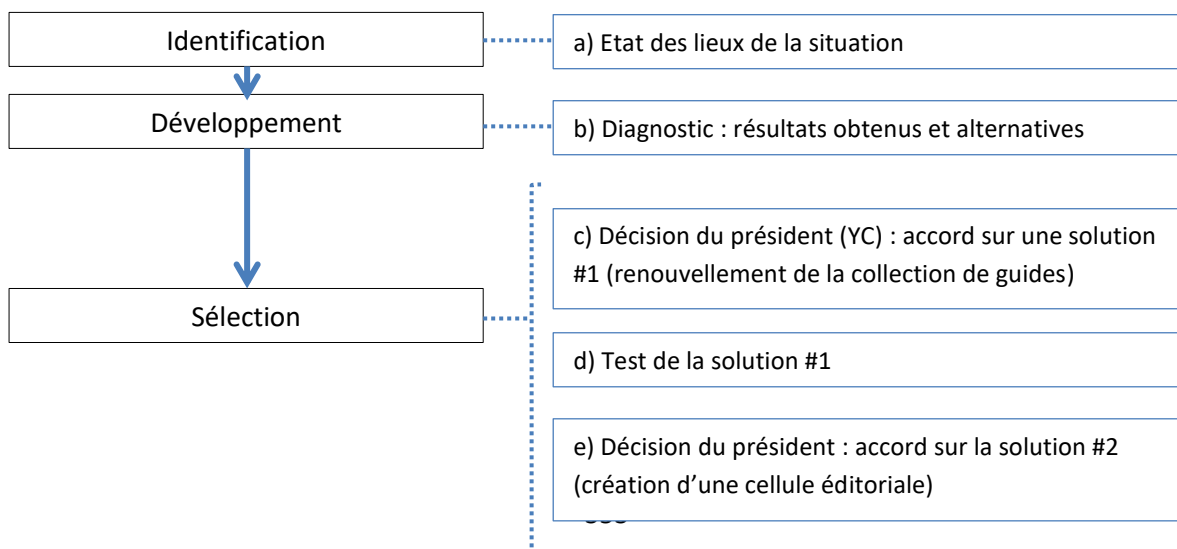 Identification
a) Etat des lieux de la situation
Développement
b) Diagnostic : résultats obtenus et alternatives
c) Décision du président (YC) : accord sur une solution
#1 (renouvellement de la collection de guides)
Sélection
d) Test de la solution #1
e) Décision du président : accord sur la solution #2
(création d’une cellule éditoriale)